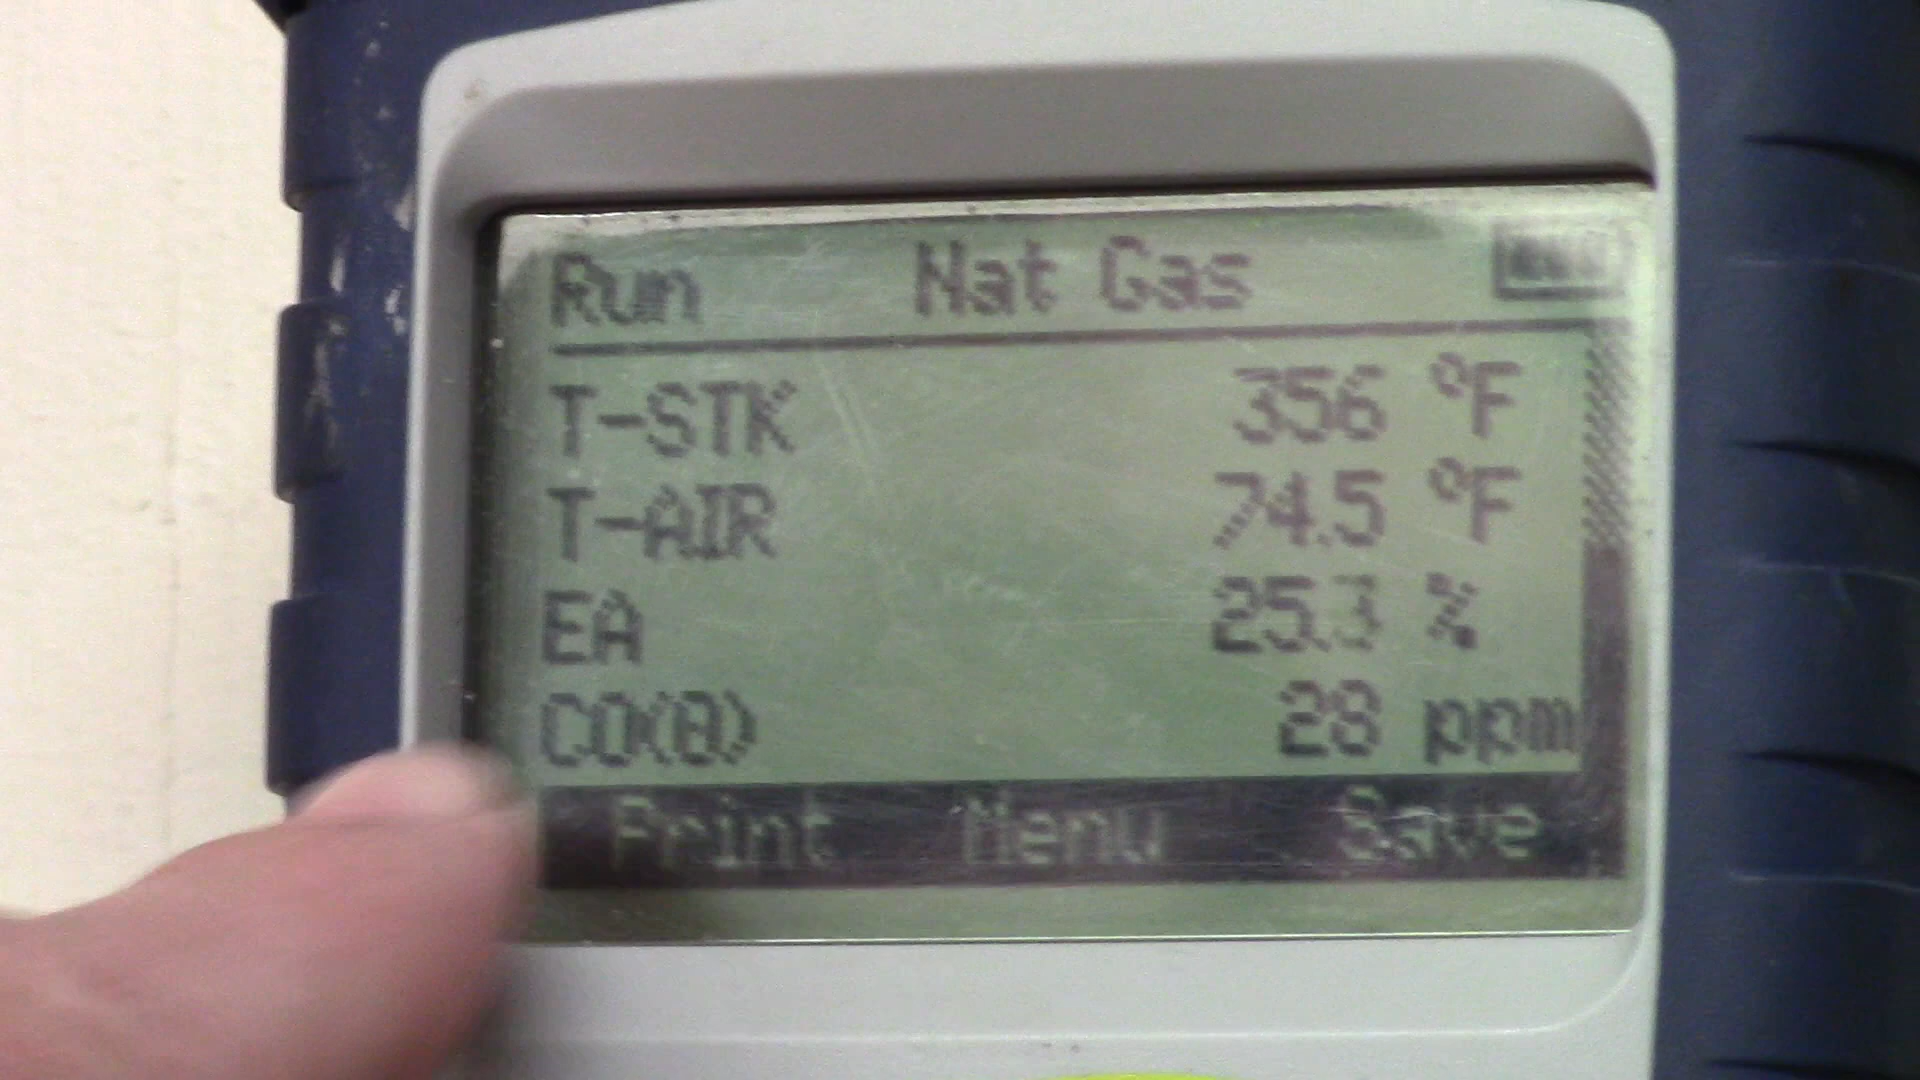 Run Nat Gas
T-STK 356 °F
T-AIR 74.5 °F
EA 25.3 %
CO(0) 28 ppm
Print Menu Save